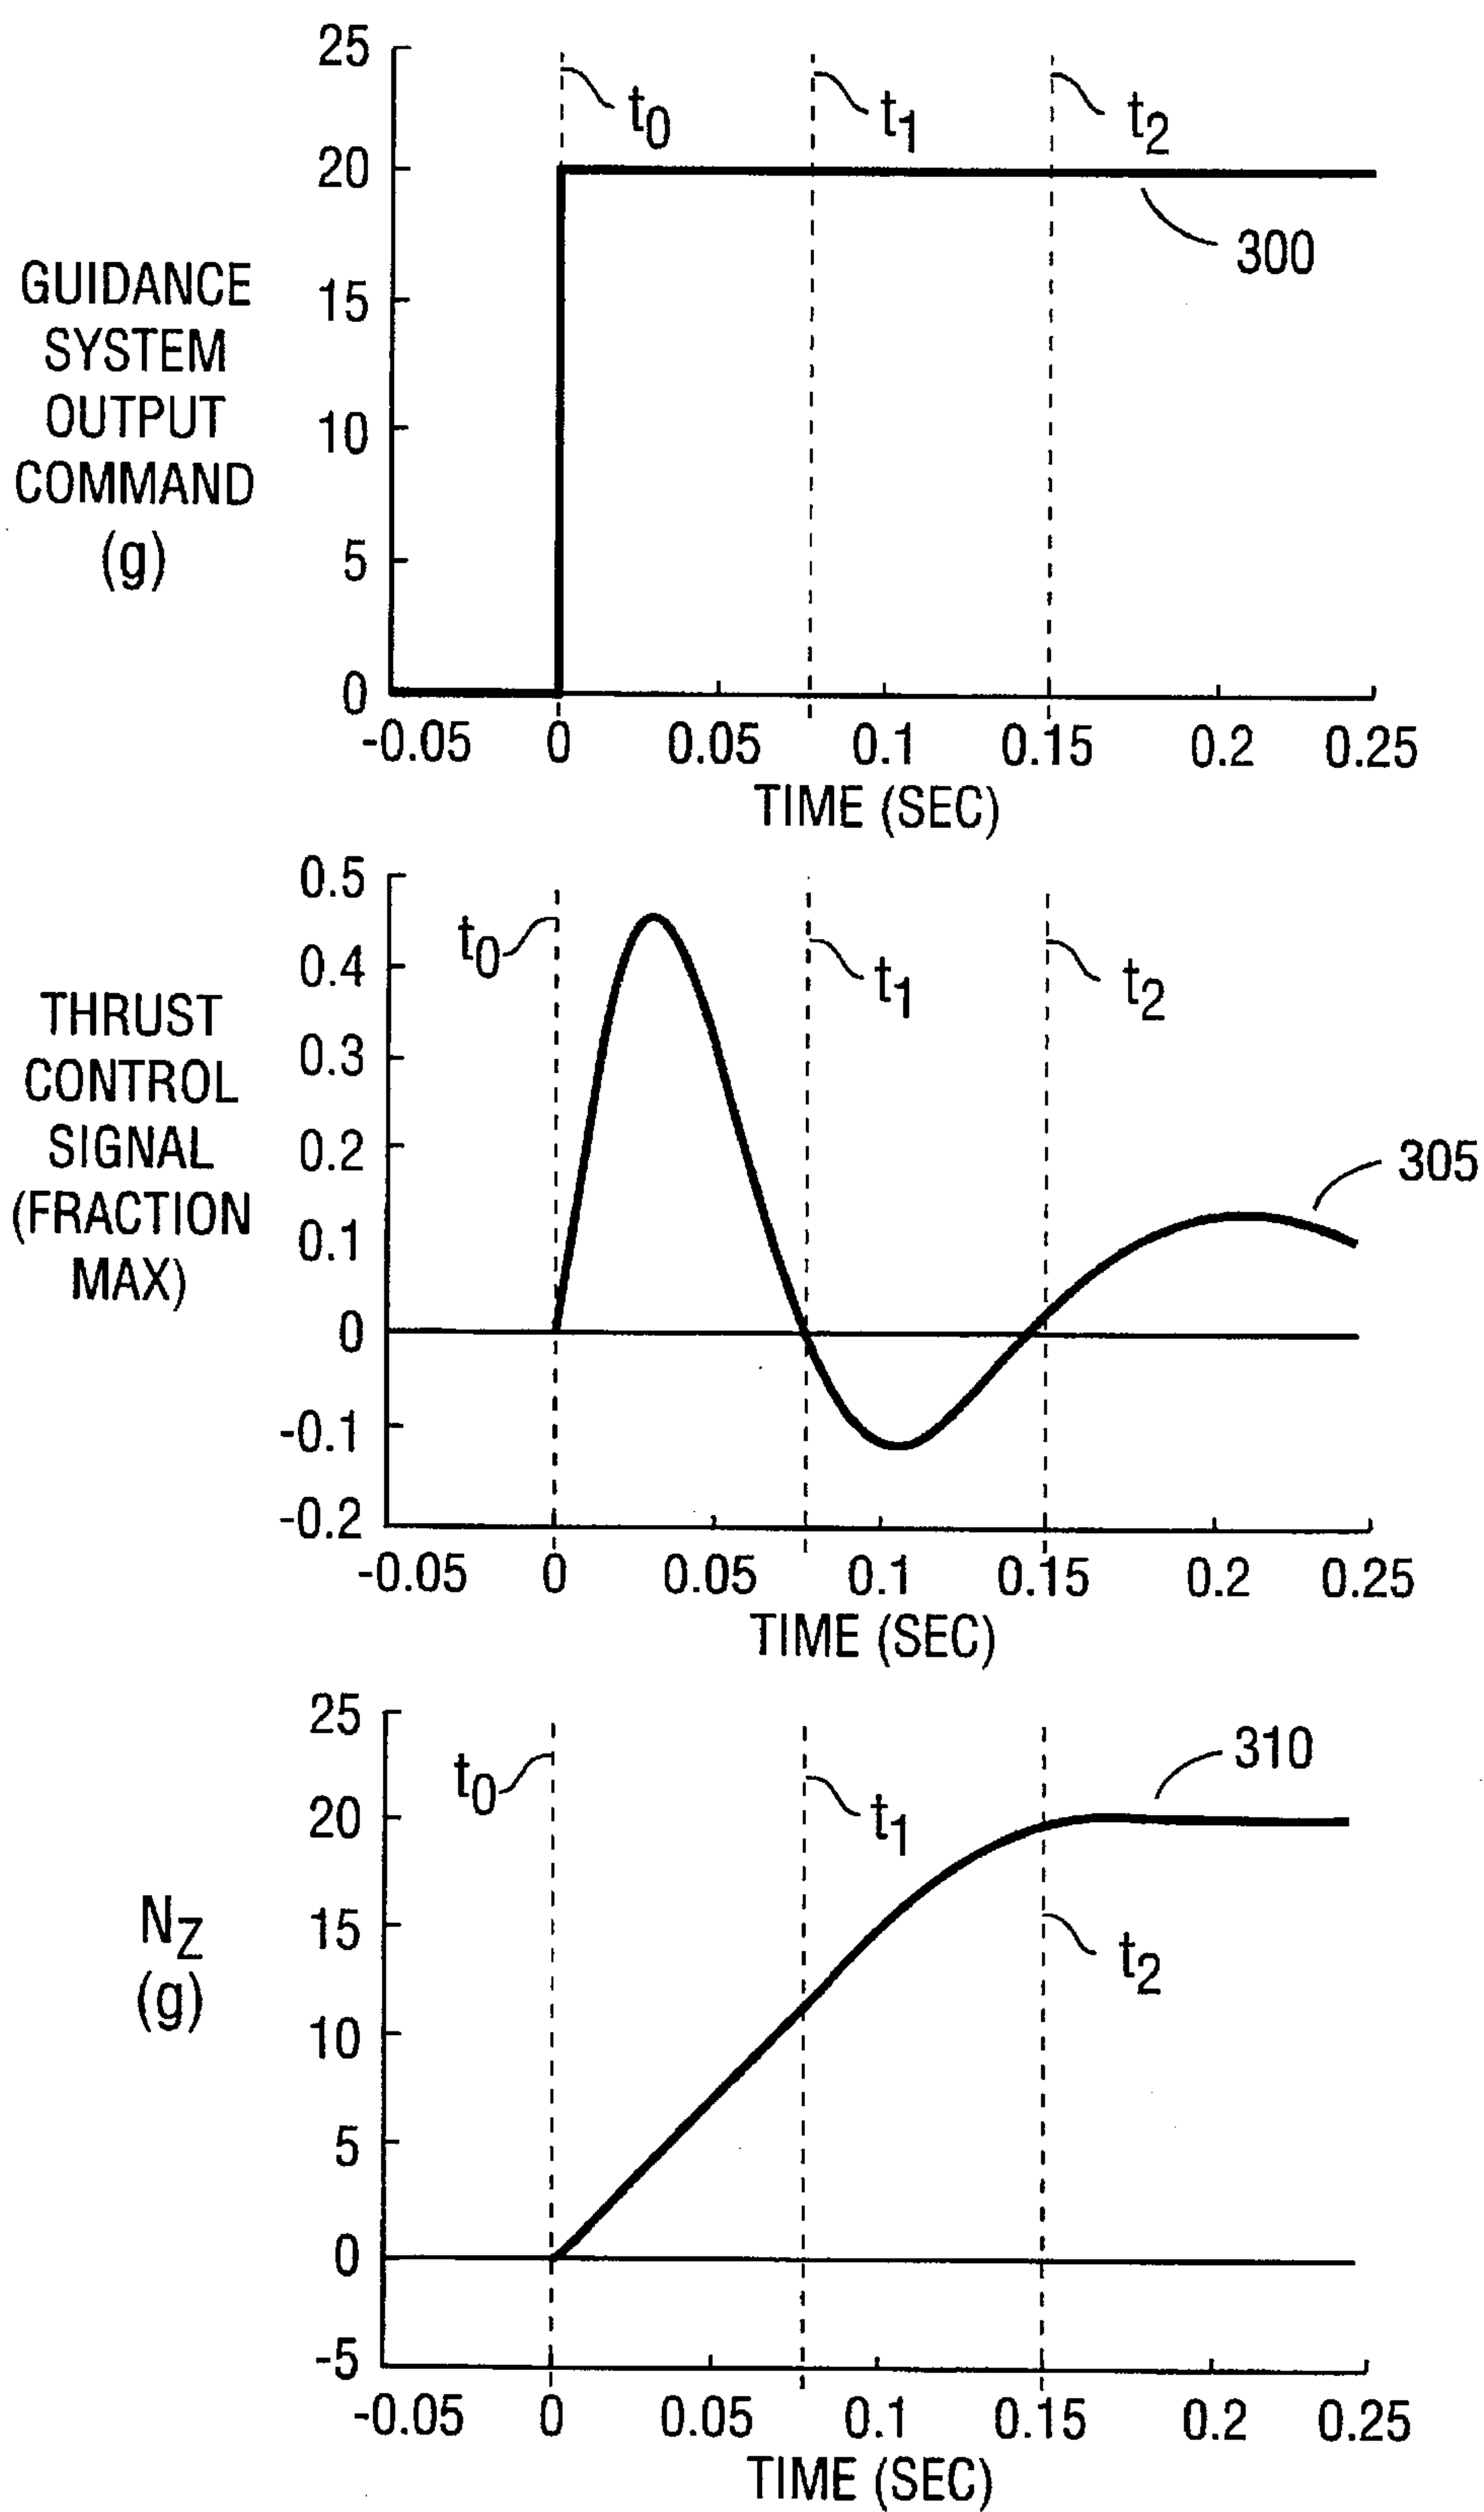 25
20
15
10
5
0
GUIDANCE
SYSTEM
OUTPUT
COMMAND
(g)
t0
t1
t2
300
-0.05 0 0.05 0.1 0.15 0.2 0.25
TIME (SEC)
0.5
0.4
0.3
0.2
0.1
0
-0.1
-0.2
THRUST
CONTROL
SIGNAL
(FRACTION
MAX)
t0
t1
t2
305
-0.05 0 0.05 0.1 0.15 0.2 0.25
TIME (SEC)
25
20
15
10
5
0
-5
NZ
(g)
t0
t1
t2
310
-0.05 0 0.05 0.1 0.15 0.2 0.25
TIME (SEC)